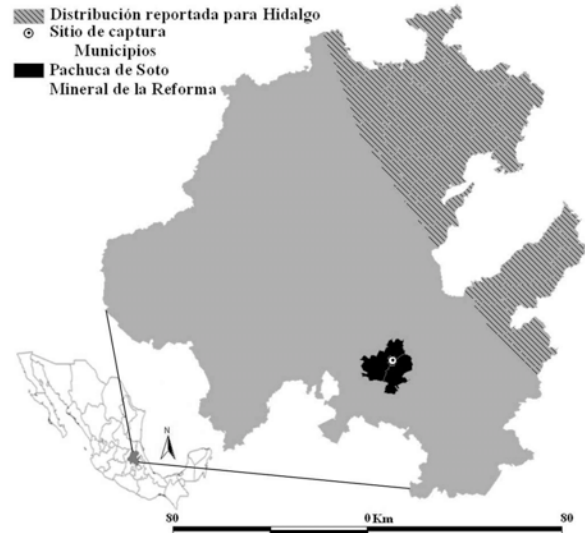 Distribución reportada para Hidalgo
Sitio de captura
Municipios
Pachuca de Soto
Mineral de la Reforma
N
80 0 Km 80